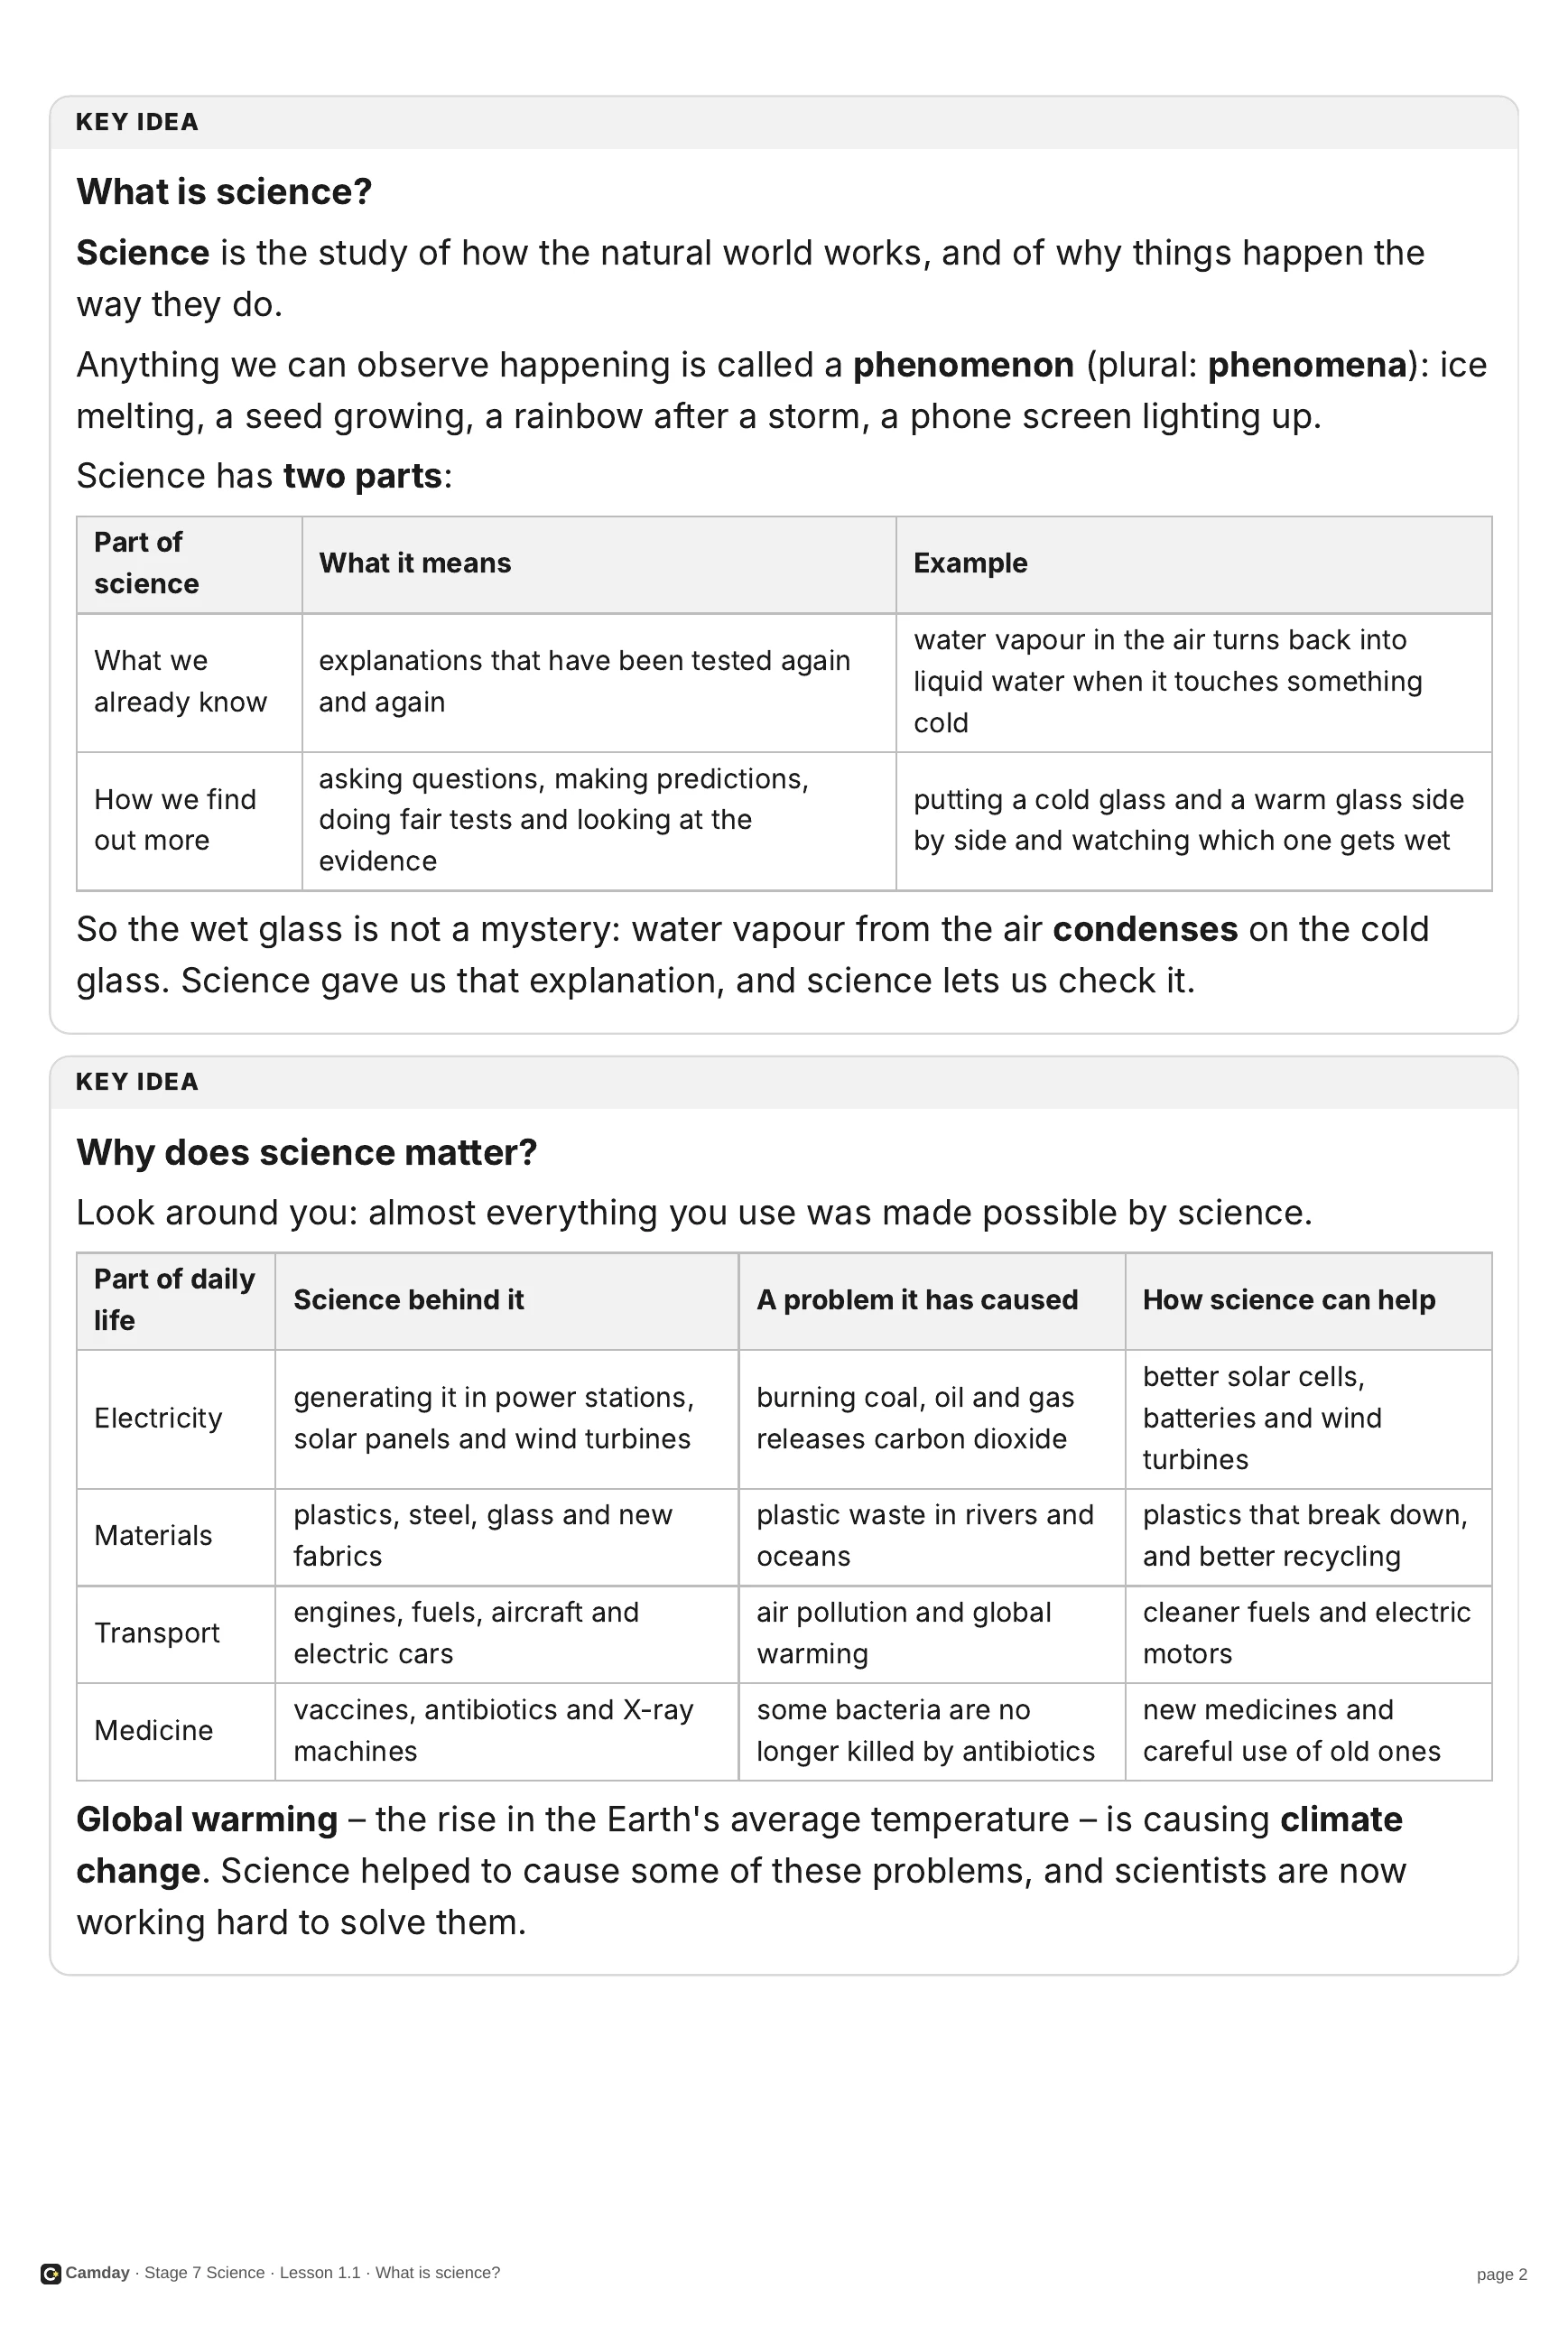 KEY IDEA
What is science?
Science is the study of how the natural world works, and of why things happen the
way they do.
Anything we can observe happening is called a phenomenon (plural: phenomena): ice
melting, a seed growing, a rainbow after a storm, a phone screen lighting up.
Science has two parts:
Part of
science
What it means
Example
What we
already know
explanations that have been tested again
and again
water vapour in the air turns back into
liquid water when it touches something
cold
How we find
out more
asking questions, making predictions,
doing fair tests and looking at the
evidence
putting a cold glass and a warm glass side
by side and watching which one gets wet
So the wet glass is not a mystery: water vapour from the air condenses on the cold
glass. Science gave us that explanation, and science lets us check it.
KEY IDEA
Why does science matter?
Look around you: almost everything you use was made possible by science.
Part of daily
life
Science behind it
A problem it has caused
How science can help
Electricity
generating it in power stations,
solar panels and wind turbines
burning coal, oil and gas
releases carbon dioxide
better solar cells,
batteries and wind
turbines
Materials
plastics, steel, glass and new
fabrics
plastic waste in rivers and
oceans
plastics that break down,
and better recycling
Transport
engines, fuels, aircraft and
electric cars
air pollution and global
warming
cleaner fuels and electric
motors
Medicine
vaccines, antibiotics and X-ray
machines
some bacteria are no
longer killed by antibiotics
new medicines and
careful use of old ones
Global warming – the rise in the Earth's average temperature – is causing climate
change. Science helped to cause some of these problems, and scientists are now
working hard to solve them.
Camday · Stage 7 Science · Lesson 1.1 · What is science?
page 2